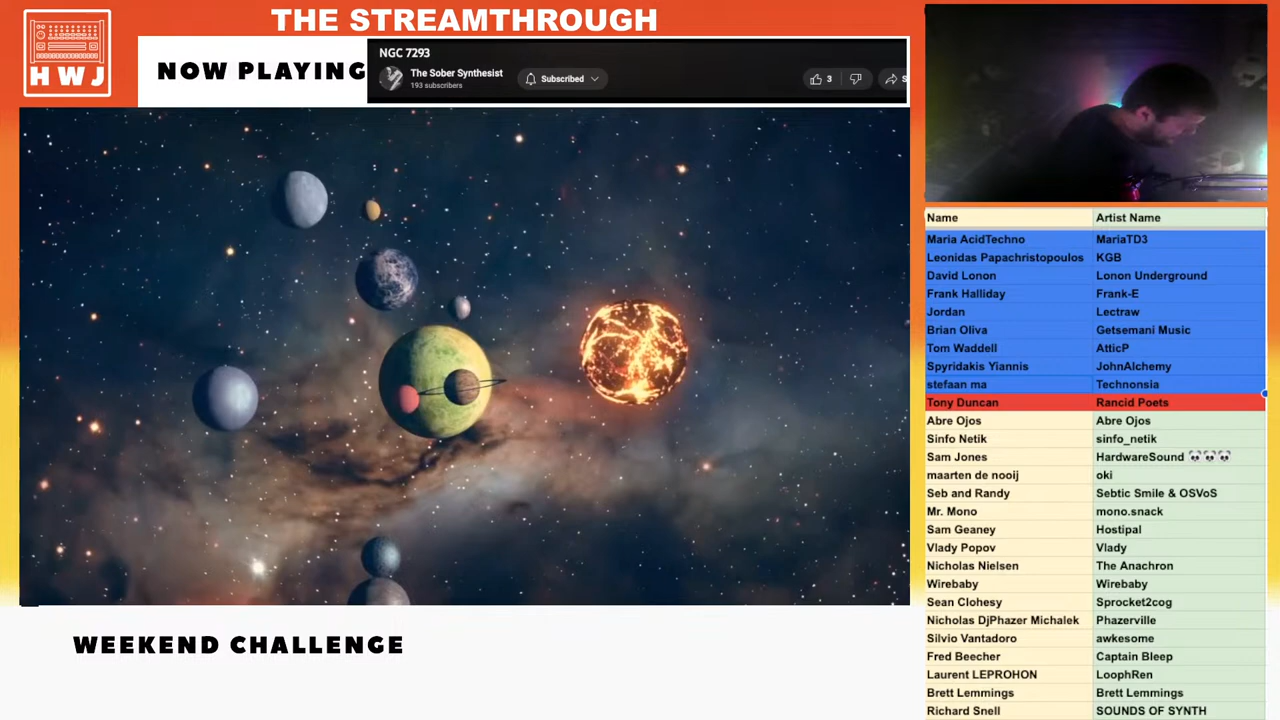 THE STREAMTHROUGH
HWJ
NOW PLAYING
NGC 7293
The Sober Synthesist
193 subscribers
Subscribed
3
S
Name Artist Name
Maria AcidTechno MariaTD3
Leonidas Papachristopoulos KGB
David Lonon Lonon Underground
Frank Halliday Frank-E
Jordan Lectraw
Brian Oliva Getsemani Music
Tom Waddell AtticP
Spyridakis Yiannis JohnAlchemy
stefaan ma Technonsia
Tony Duncan Rancid Poets
Abre Ojos Abre Ojos
Sinfo Netik sinfo_netik
Sam Jones HardwareSound 🐼🐼🐼
maarten de nooij oki
Seb and Randy Sebtic Smile & OSVoS
Mr. Mono mono.snack
Sam Geaney Hostipal
Vlady Popov Vlady
Nicholas Nielsen The Anachron
Wirebaby Wirebaby
Sean Clohesy Sprocket2cog
Nicholas DjPhazer Michalek Phazerville
Silvio Vantadoro awkesome
Fred Beecher Captain Bleep
Laurent LEPROHON LoophRen
Brett Lemmings Brett Lemmings
Richard Snell SOUNDS OF SYNTH
WEEKEND CHALLENGE